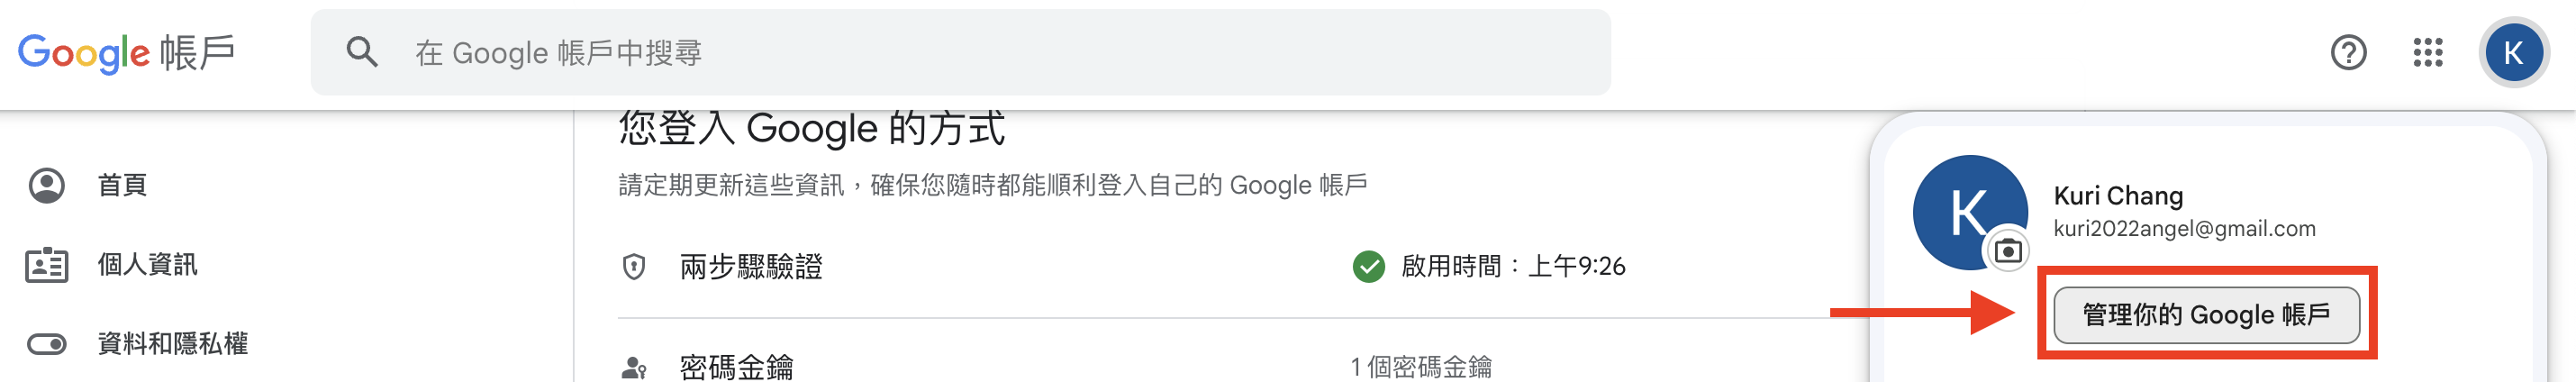 Google 帳戶
在 Google 帳戶中搜尋
K
首頁
個人資訊
資料和隱私權
您登入 Google 的方式
請定期更新這些資訊，確保您隨時都能順利登入自己的 Google 帳戶
兩步驟驗證
啟用時間：上午9:26
密碼金鑰
1 個密碼金鑰
K
Kuri Chang
kuri2022angel@gmail.com
管理你的 Google 帳戶